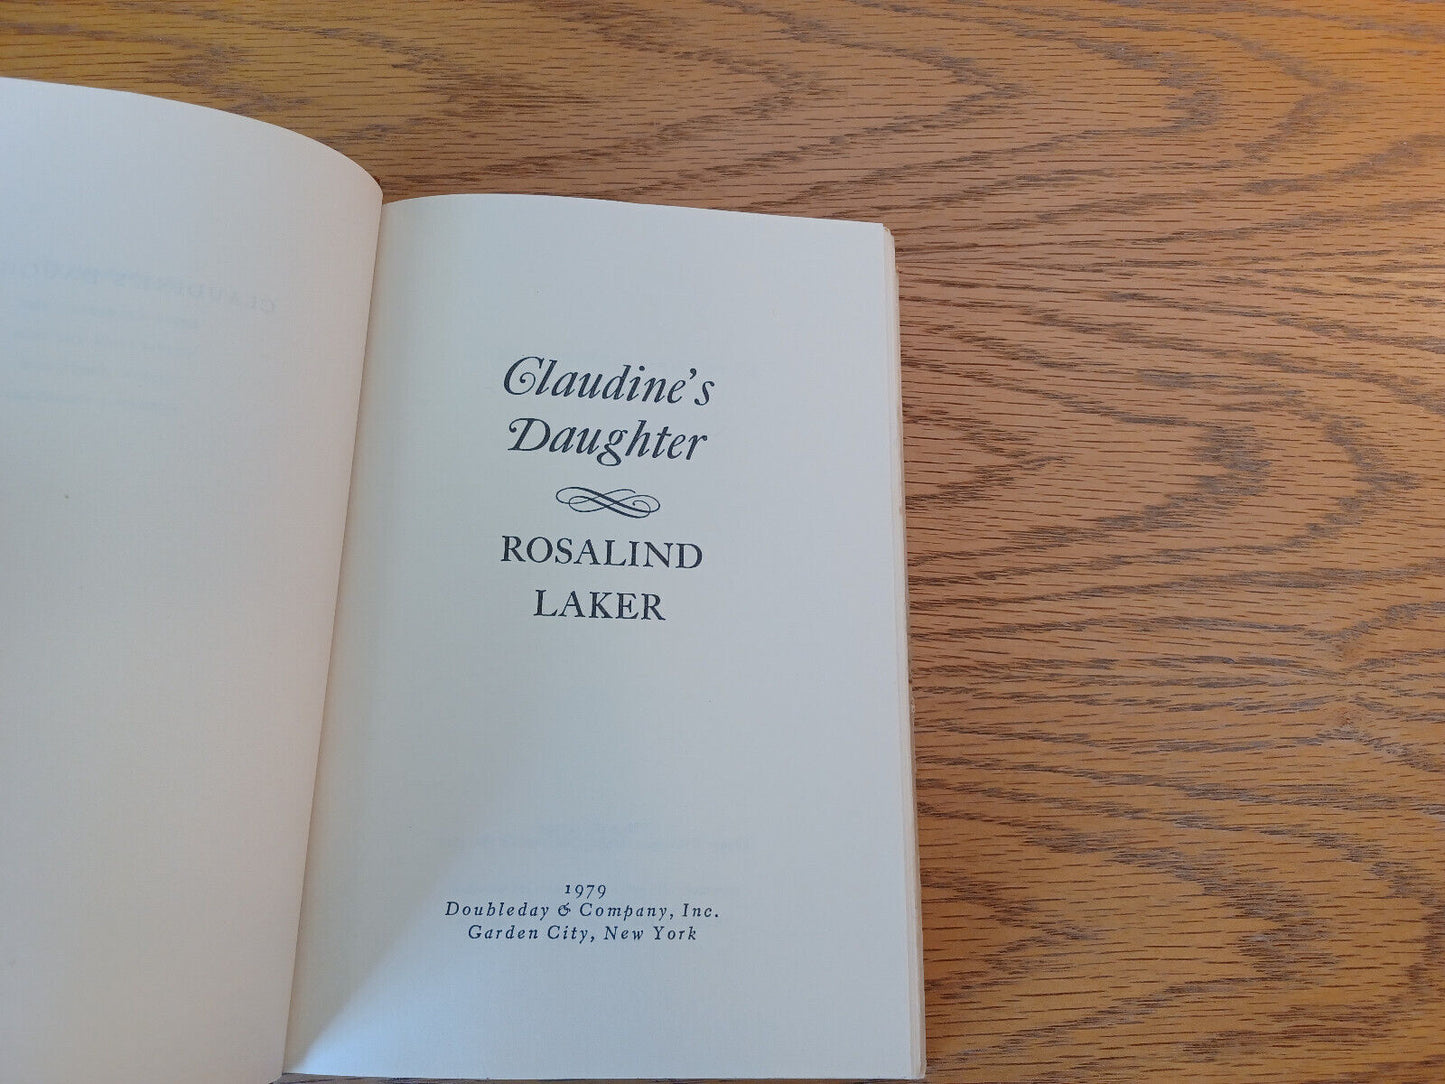 Claudine's
Daughter
ROSALIND
LAKER
1979
Doubleday & Company, Inc.
Garden City, New York